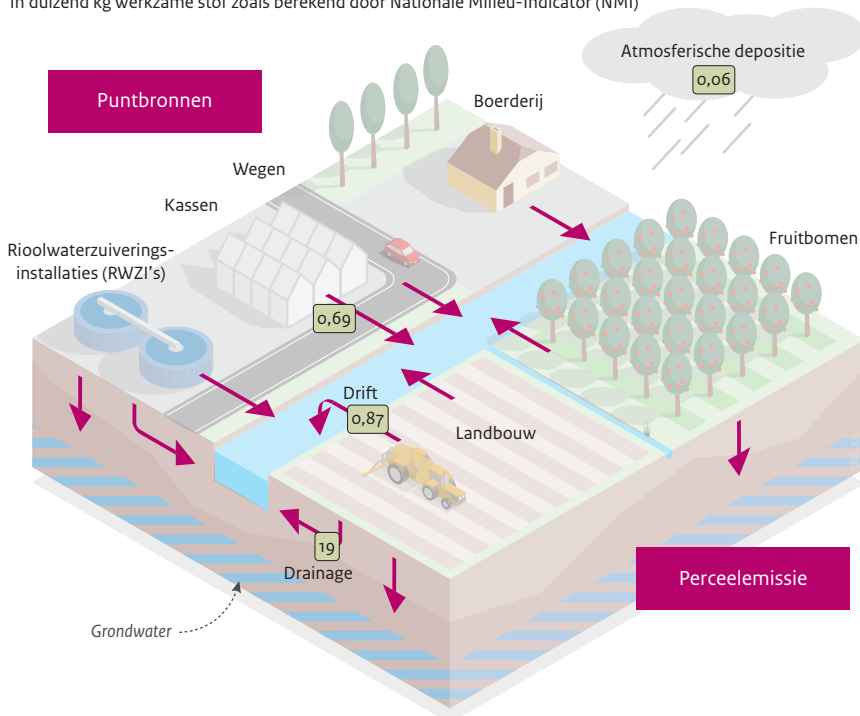 in duizend kg werkzame stof zoals berekend door Nationale Milieu-Indicator (NMI)
Atmosferische depositie
0,06
Puntbronnen
Boerderij
Wegen
Kassen
Rioolwaterzuiverings-
installaties (RWZI's)
Fruitbomen
0,69
Drift
0,87
Landbouw
19
Drainage
Perceelemissie
Grondwater